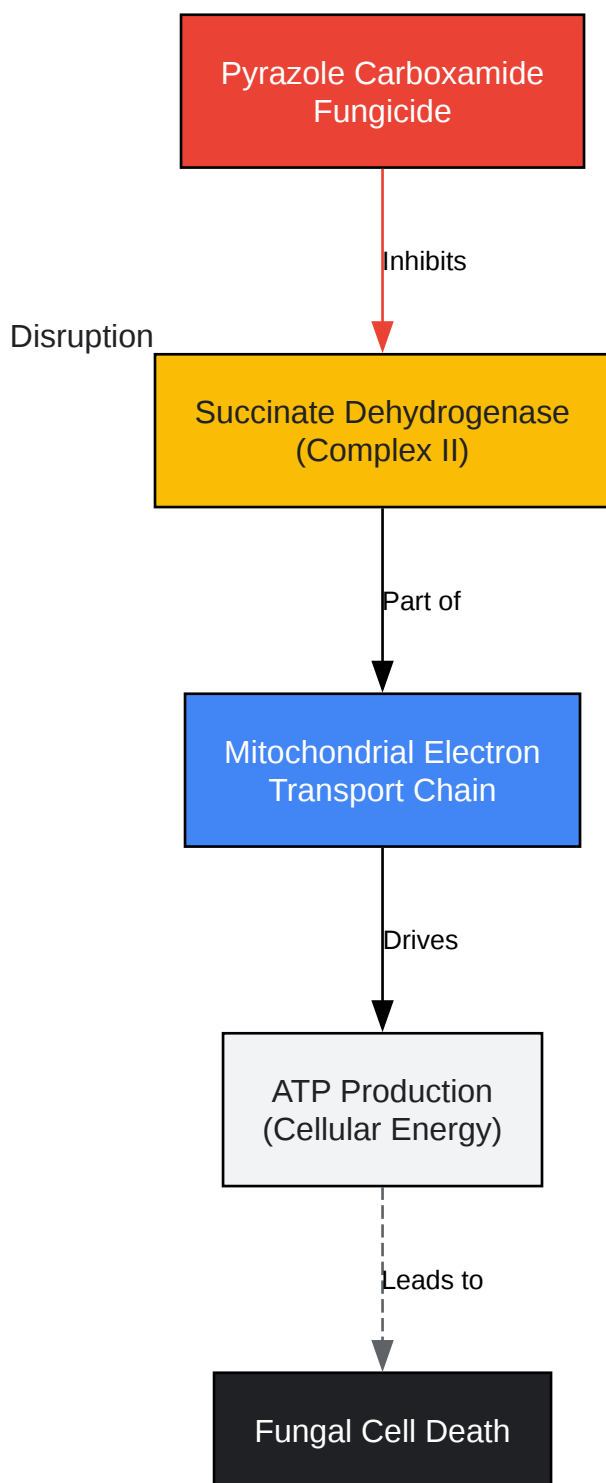 Pyrazole Carboxamide
Fungicide
Inhibits
Disruption
Succinate Dehydrogenase
(Complex II)
Part of
Mitochondrial Electron
Transport Chain
Drives
ATP Production
(Cellular Energy)
Leads to
Fungal Cell Death